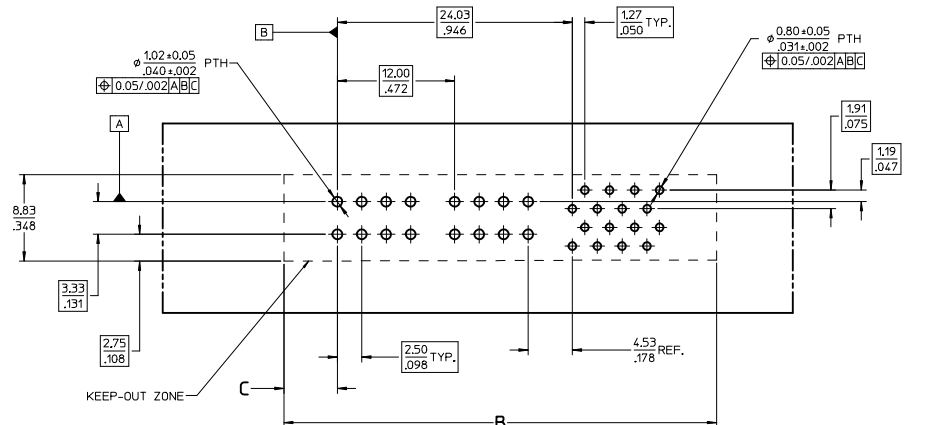 B
24.03
.946
1.27 TYP.
.050
ϕ 1.02±0.05 PTH
.040±.002
⌖ 0.05/.002 A B C
12.00
.472
ϕ 0.80±0.05 PTH
.031±.002
⌖ 0.05/.002 A B C
A
1.91
.075
1.19
.047
8.83
.348
3.33
.131
2.75
.108
2.50 TYP.
.098
4.53 REF.
.178
KEEP-OUT ZONE
C
B